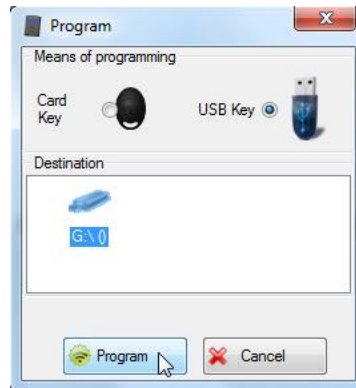 Program
Means of programming
Card
Key
USB Key
Destination
G:\ ()
Program
Cancel